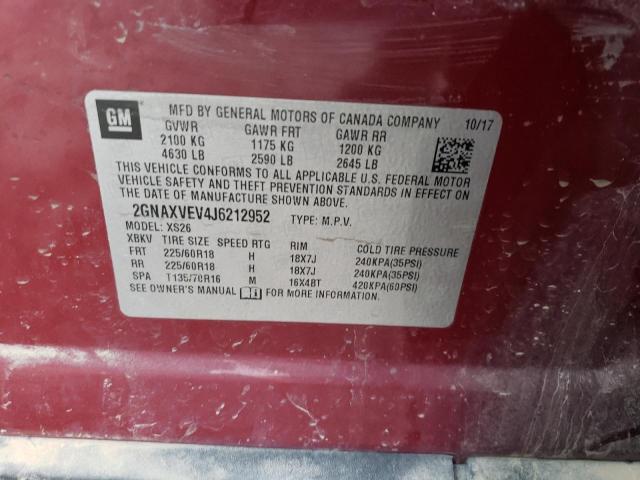 GM
MFD BY GENERAL MOTORS OF CANADA COMPANY 10/17
GVWR GAWR FRT GAWR RR
2100 KG 1175 KG 1200 KG
4630 LB 2590 LB 2645 LB
THIS VEHICLE CONFORMS TO ALL APPLICABLE U.S. FEDERAL MOTOR
VEHICLE SAFETY AND THEFT PREVENTION STANDARDS IN EFFECT ON
THE DATE OF MANUFACTURE SHOWN ABOVE.
2GNAXVEV4J6212952 TYPE: M.P.V.
MODEL: XS26
XBKV TIRE SIZE SPEED RTG RIM COLD TIRE PRESSURE
FRT 225/60R18 H 18X7J 240KPA(35PSI)
RR 225/60R18 H 18X7J 240KPA(35PSI)
SPA T135/70R16 M 16X4BT 420KPA(60PSI)
SEE OWNER'S MANUAL FOR MORE INFORMATION.